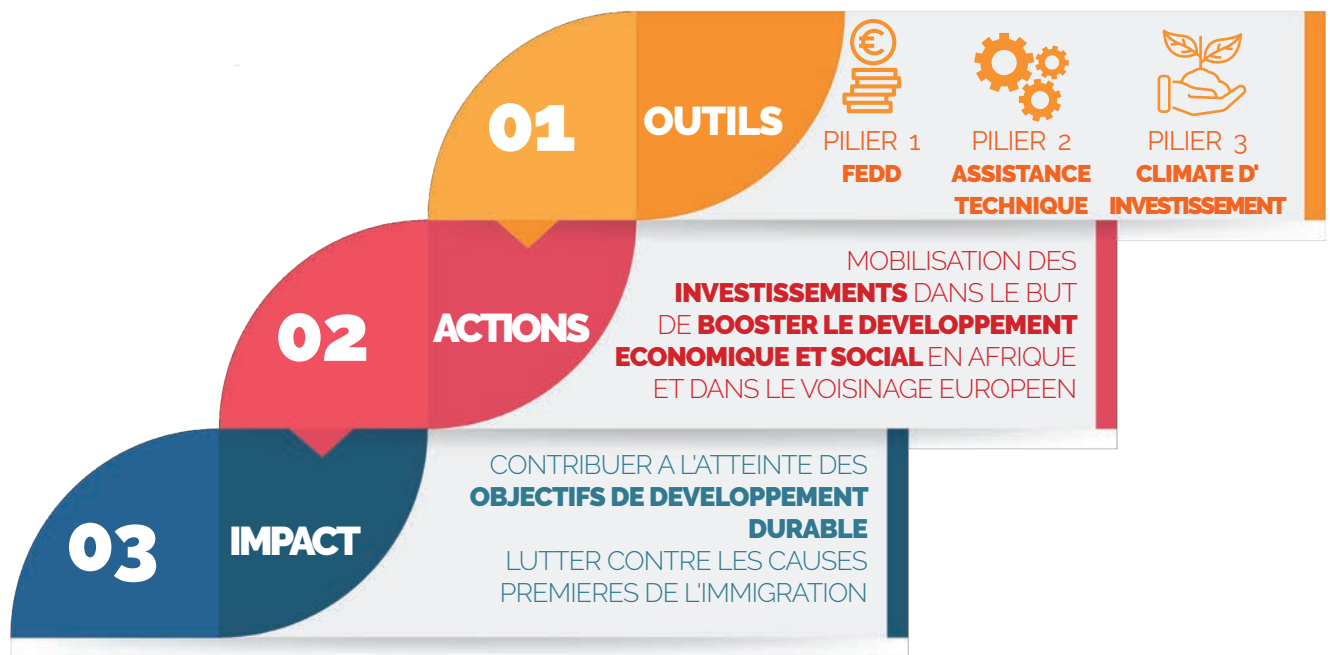 01
OUTILS
PILIER 1
FEDD
PILIER 2
ASSISTANCE
TECHNIQUE
PILIER 3
CLIMATE D'
INVESTISSEMENT
02
ACTIONS
MOBILISATION DES
INVESTISSEMENTS DANS LE BUT
DE BOOSTER LE DEVELOPPEMENT
ECONOMIQUE ET SOCIAL EN AFRIQUE
ET DANS LE VOISINAGE EUROPEEN
03
IMPACT
CONTRIBUER A L'ATTEINTE DES
OBJECTIFS DE DEVELOPPEMENT
DURABLE
LUTTER CONTRE LES CAUSES
PREMIERES DE L'IMMIGRATION